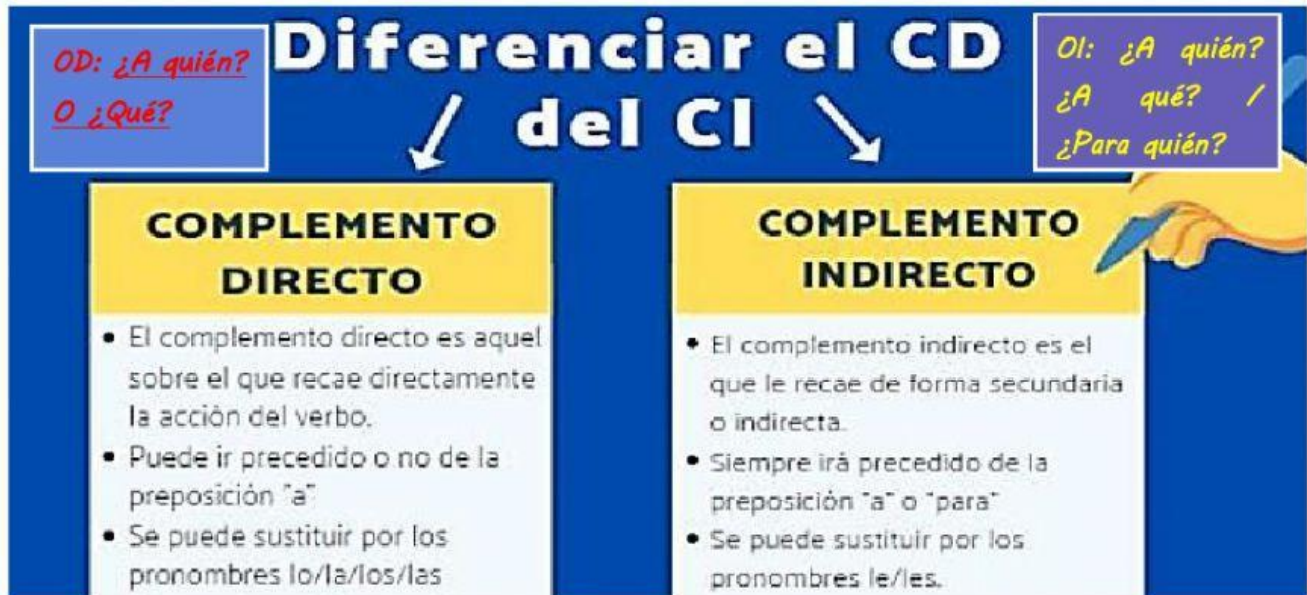 OD: ¿A quién?
O ¿Qué?
Diferenciar el CD
del CI
OI: ¿A quién?
¿A qué? /
¿Para quién?
COMPLEMENTO
DIRECTO
• El complemento directo es aquel
sobre el que recae directamente
la acción del verbo.
• Puede ir precedido o no de la
preposición "a"
• Se puede sustituir por los
pronombres lo/la/los/las
COMPLEMENTO
INDIRECTO
• El complemento indirecto es el
que le recae de forma secundaria
o indirecta.
• Siempre irá precedido de la
preposición "a" o "para"
• Se puede sustituir por los
pronombres le/les.